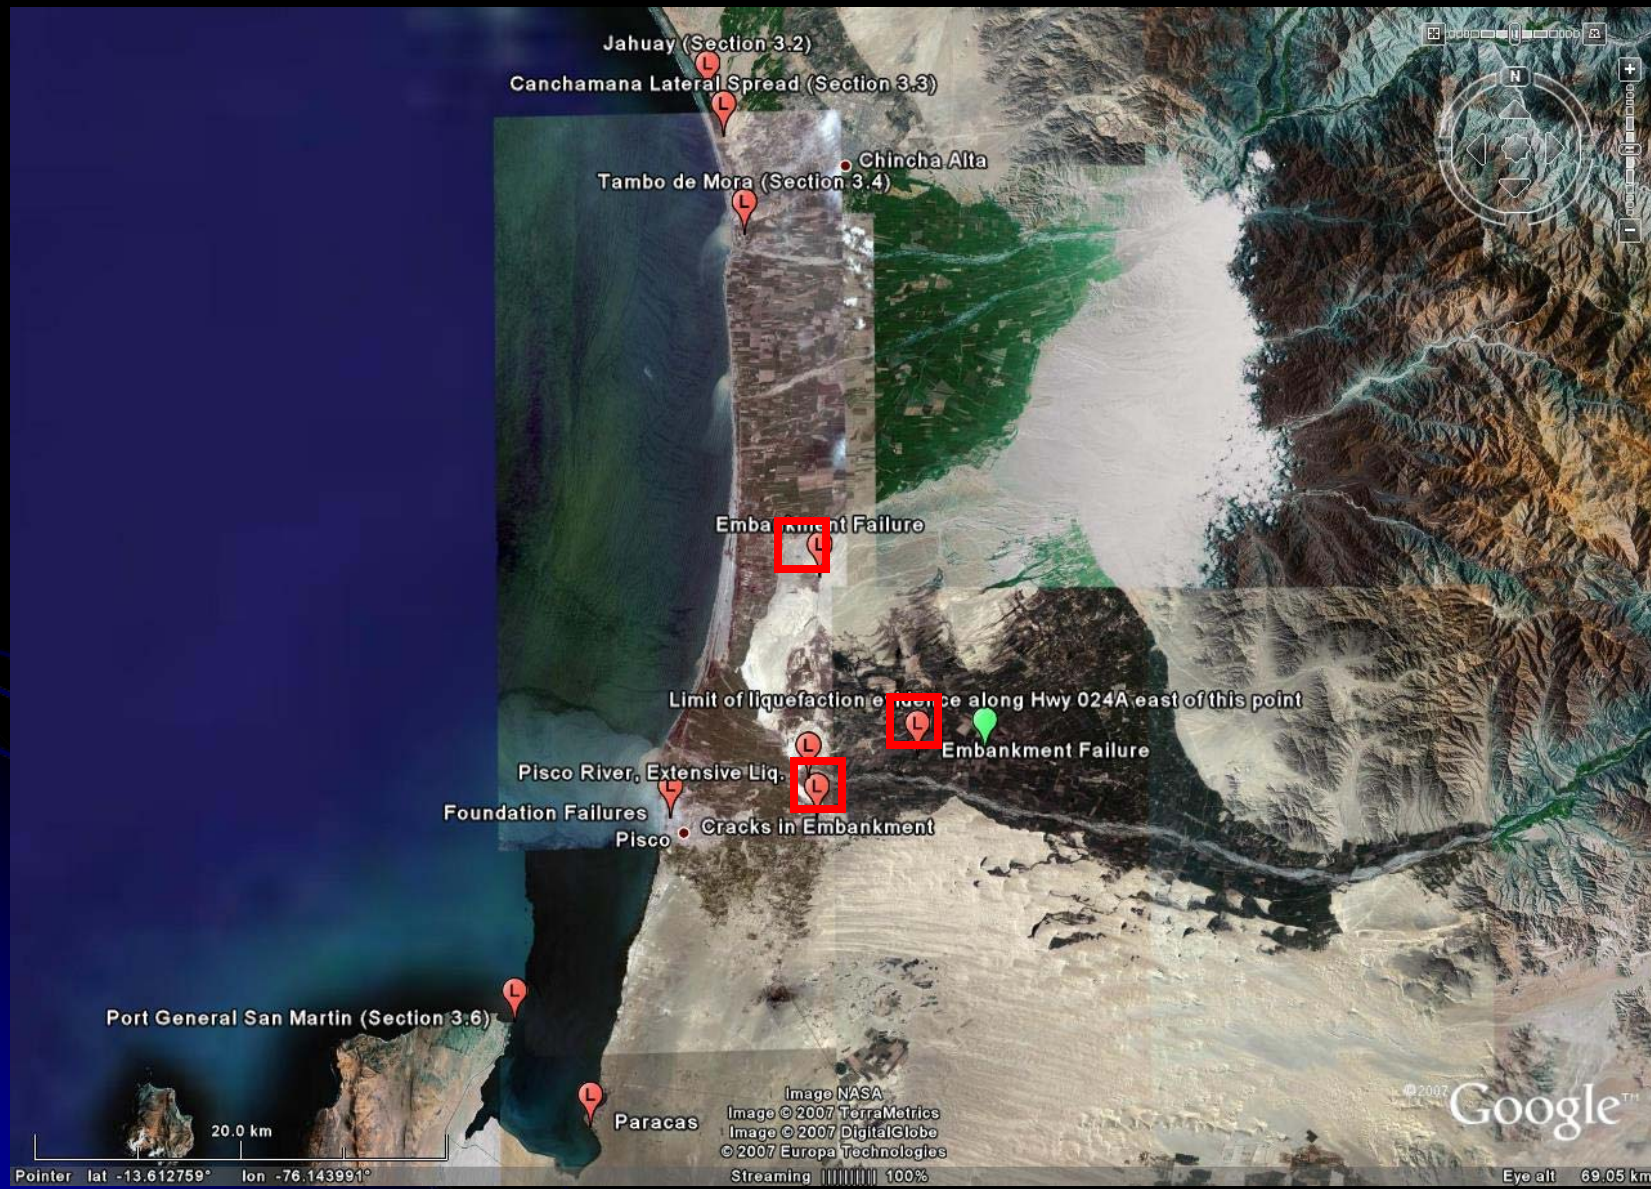 Jahuay (Section 3.2)
L
Canchamana Lateral Spread (Section 3.3)
L
N
Chincha Alta
Tambo de Mora (Section 3.4)
L
Embankment Failure
L
Limit of liquefaction evidence along Hwy 024A east of this point
L
Embankment Failure
L
Pisco River, Extensive Liq.
L
L
Foundation Failures
Cracks in Embankment
Pisco
L
Port General San Martin (Section 3.6)
L
Paracas
20.0 km
Image NASA
Image © 2007 TerraMetrics
Image © 2007 DigitalGlobe
© 2007 Europa Technologies
©2007 Google™
Pointer lat -13.612759° lon -76.143991° Streaming 100% Eye alt 69.05 km